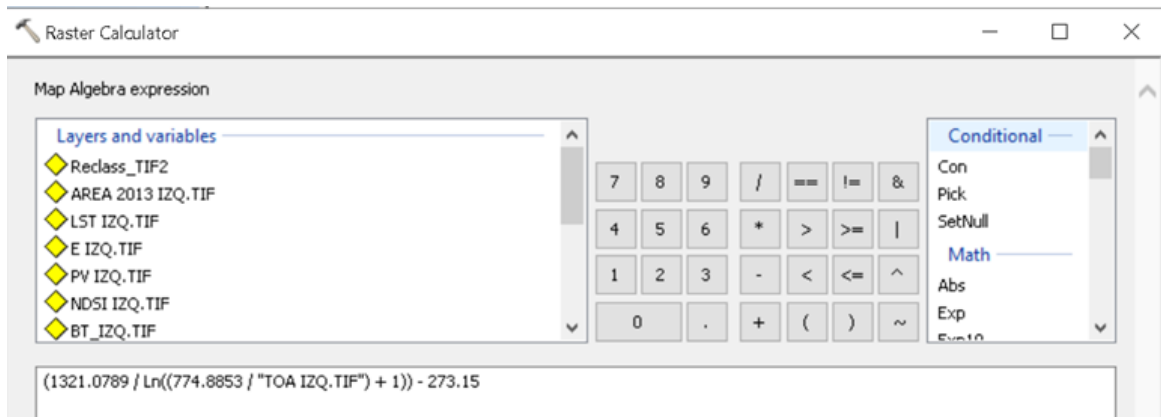 Raster Calculator
Map Algebra expression
Layers and variables
Reclass_TIF2
AREA 2013 IZQ.TIF
LST IZQ.TIF
E IZQ.TIF
PV IZQ.TIF
NDSI IZQ.TIF
BT_IZQ.TIF
7 8 9 / == != &
4 5 6 * > >= |
1 2 3 - < <= ^
0 . + ( ) ~
Conditional
Con
Pick
SetNull
Math
Abs
Exp
Exp10
(1321.0789 / Ln((774.8853 / "TOA IZQ.TIF") + 1)) - 273.15